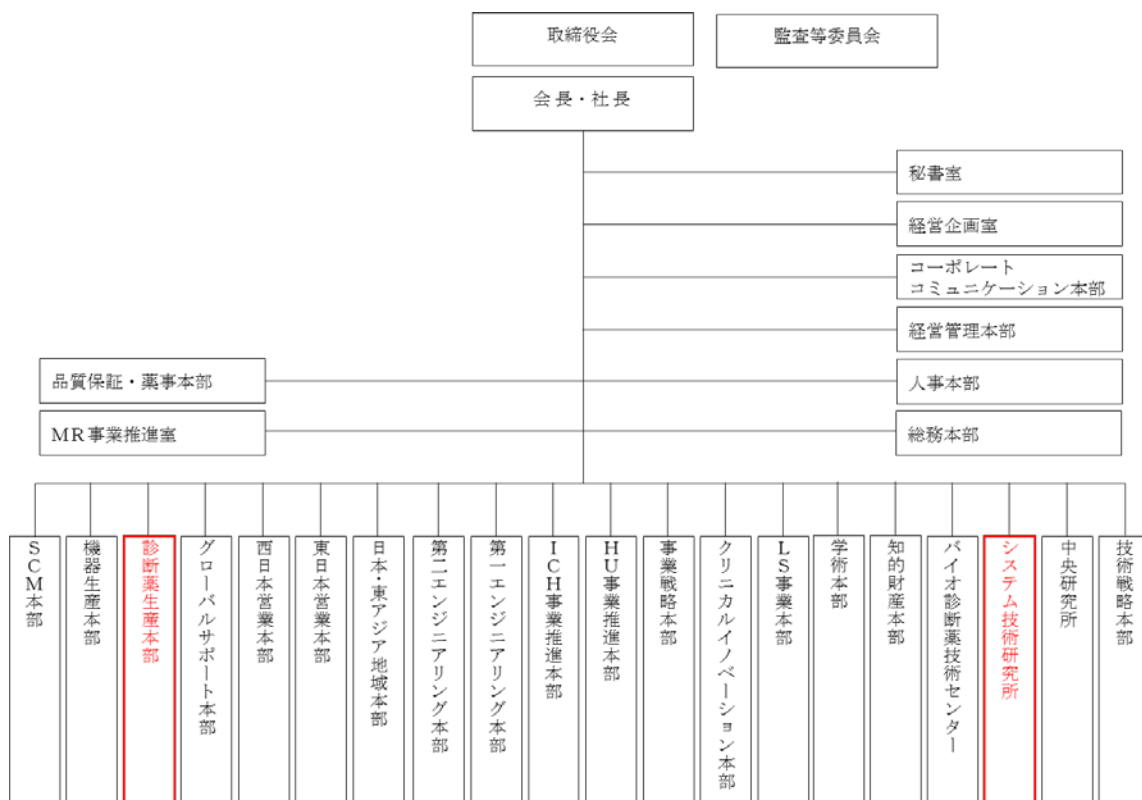 取締役会
監査等委員会
会長・社長
秘書室
経営企画室
コーポレート
コミュニケーション本部
経営管理本部
品質保証・薬事本部
人事本部
MR事業推進室
総務本部
SCM本部
機器生産本部
診断薬生産本部
グローバルサポート本部
西日本営業本部
東日本営業本部
日本・東アジア地域本部
第二エンジニアリング本部
第一エンジニアリング本部
ICH事業推進本部
HU事業推進本部
事業戦略本部
クリニカルイノベーション本部
LS事業本部
学術本部
知的財産本部
バイオ診断薬技術センター
システム技術研究所
中央研究所
技術戦略本部